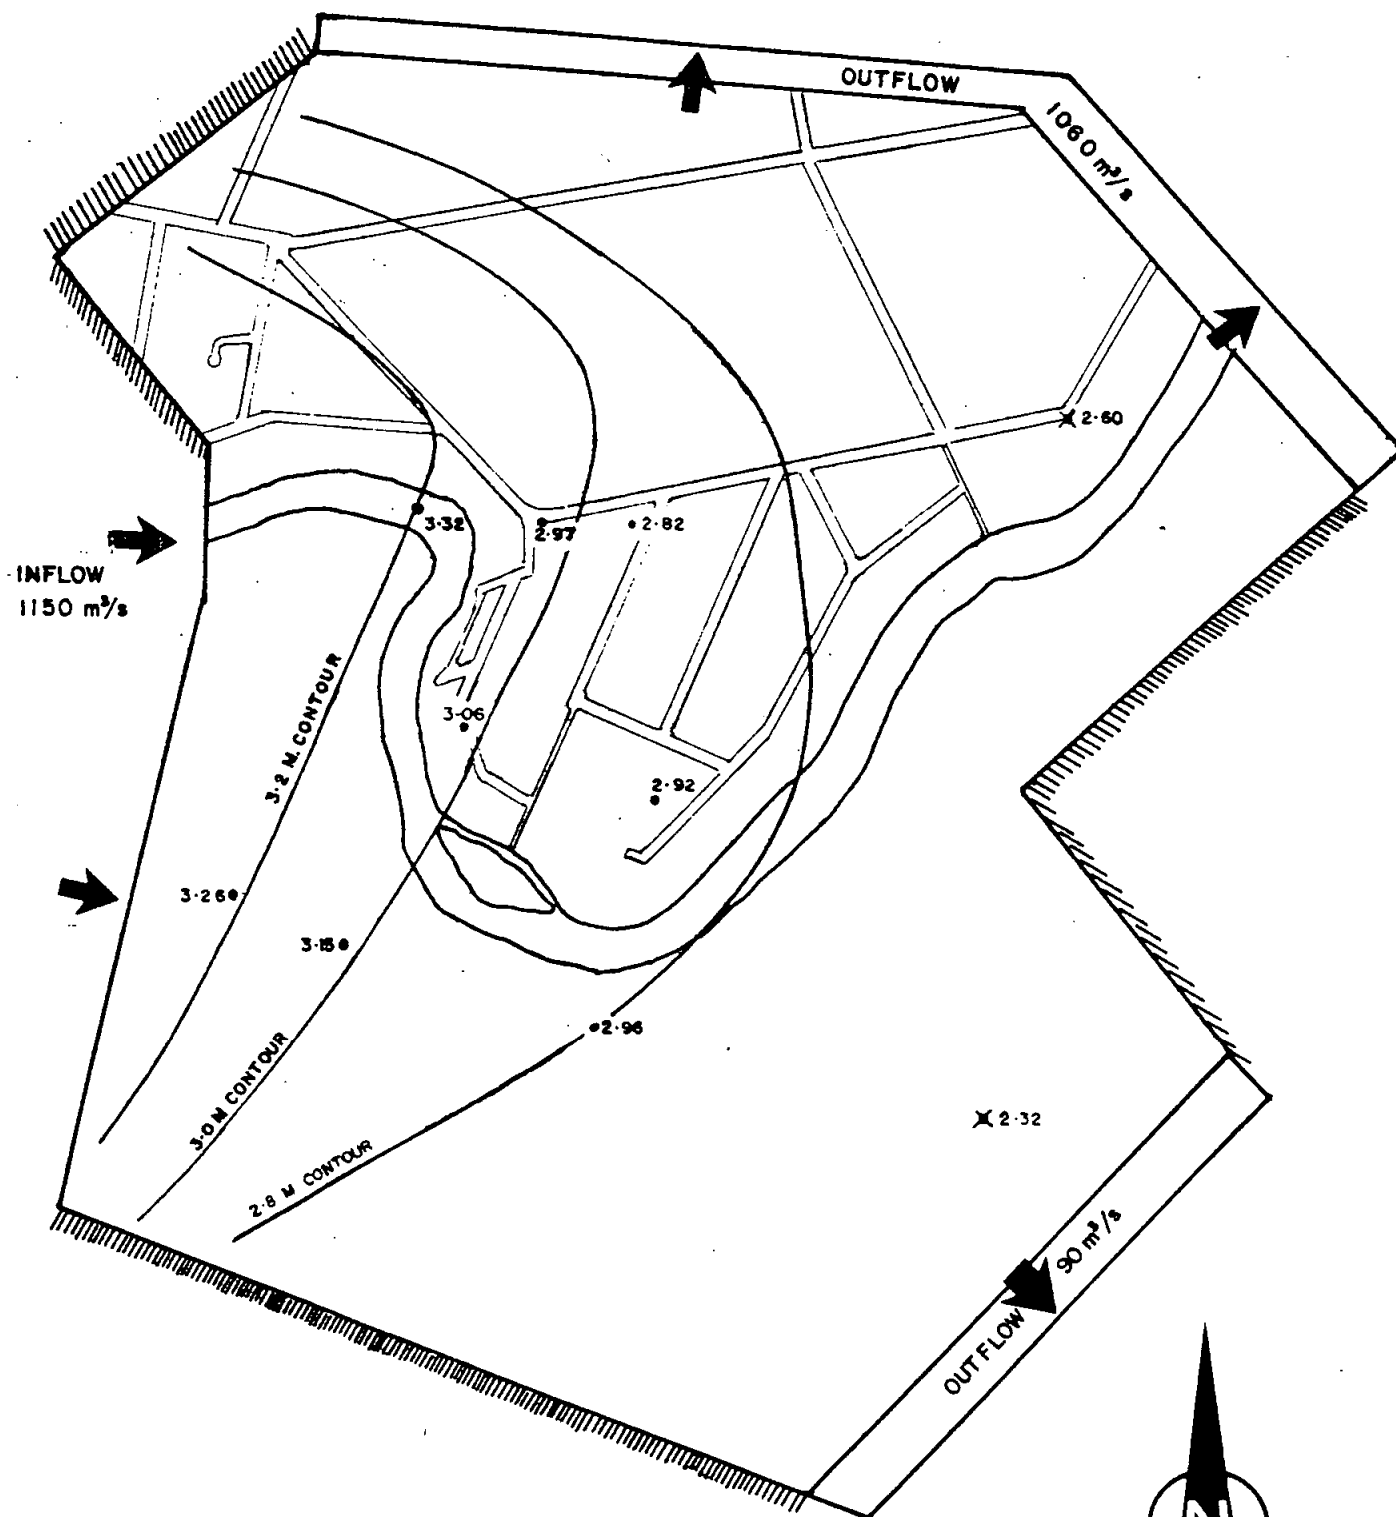 OUTFLOW
1060 m³/s
2·60
3·32
2·97
2·82
INFLOW
1150 m³/s
3·2 M. CONTOUR
3·06
2·92
3·26
3·15
2·96
3·0 M CONTOUR
2·8 M CONTOUR
2·32
OUTFLOW 90 m³/s
N